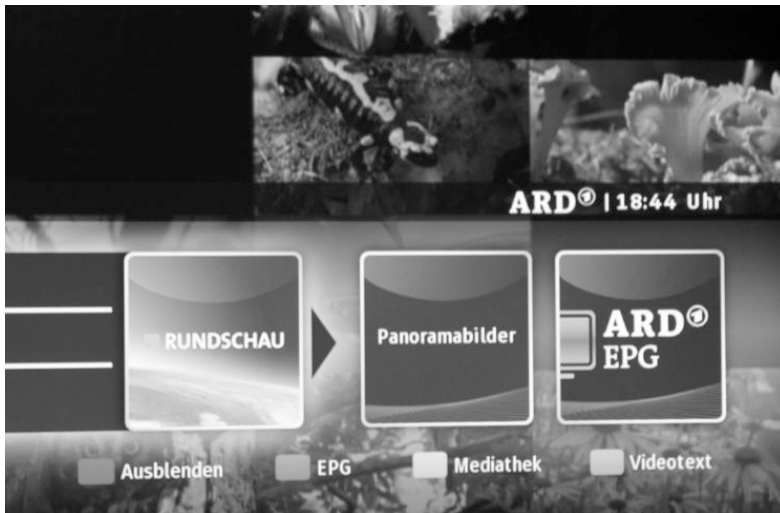 ARD | 18:44 Uhr
RUNDSCHAU
Panoramabilder
ARD
EPG
Ausblenden
EPG
Mediathek
Videotext